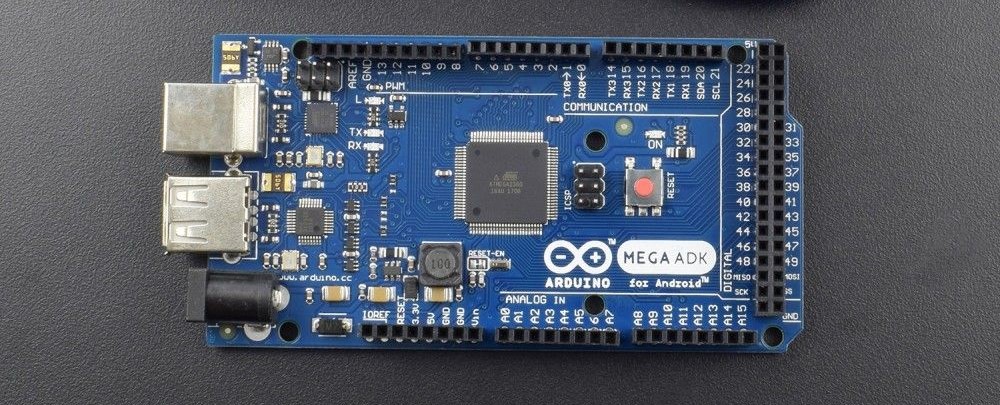 AREF
GND
13
12
11
10
9
8
7
6
5
4
3
2
TX0→1
RX0←0
TX3 14
RX3 15
TX2 16
RX2 17
TX1 18
RX1 19
SDA 20
SCL 21
PWM
COMMUNICATION
L
TX
RX
ON
22
24
26
28
30 31
32 33
34 35
36 37
38 39
40 41
42 43
44 45
46 47
48 49
MISO
SCK
GND
DIGITAL
ICSP
RESET
100
RESET-EN
ARDUINO
MEGA ADK
for Android™
www.arduino.cc
ANALOG IN
IOREF
RESET
3.3V
5V
GND
GND
Vin
A0
A1
A2
A3
A4
A5
A7
A8
A9
A10
A11
A12
A13
A14
A15